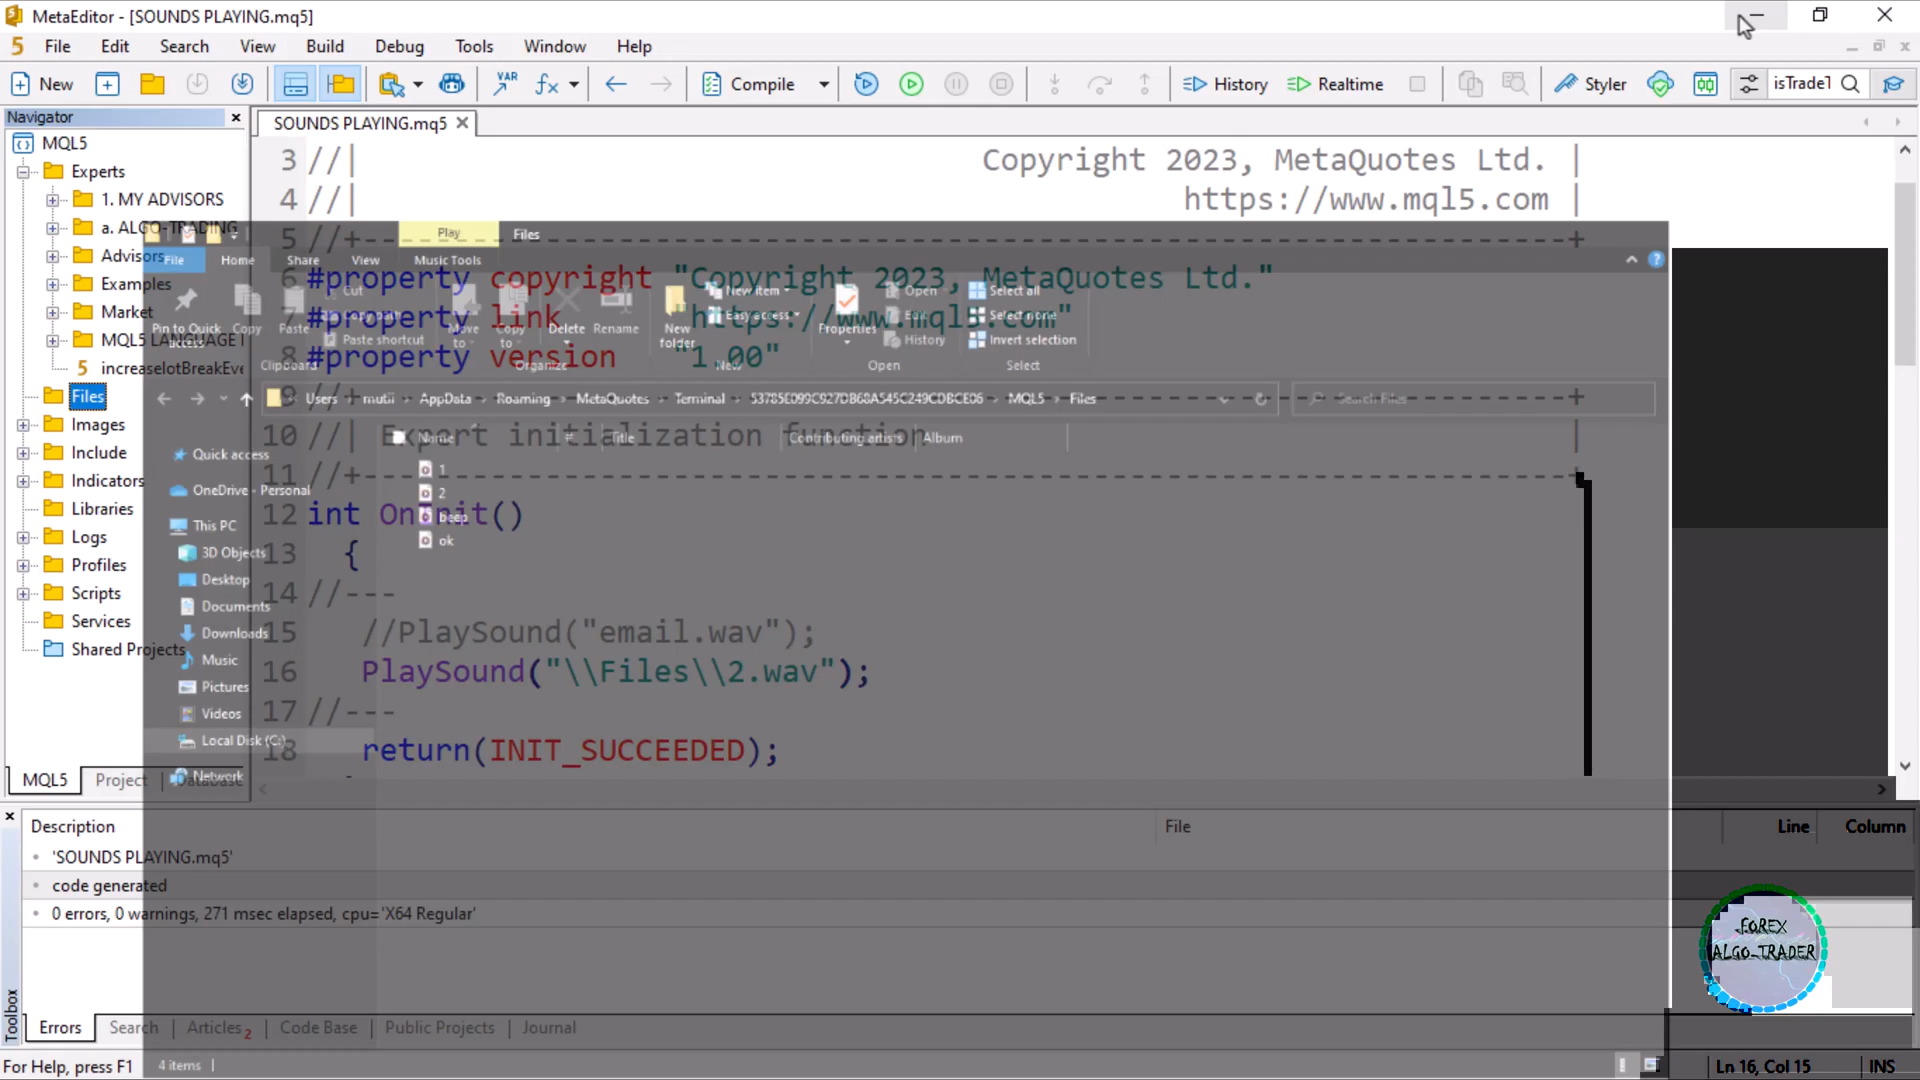 MetaEditor - [SOUNDS PLAYING.mq5]
5 File Edit Search View Build Debug Tools Window Help
New VAR fx Compile History Realtime Styler isTradeT
Navigator
MQL5
Experts
1. MY ADVISORS
a. ALGO-TRADING
Advisors
Examples
Market
MQL5 LANGUAGE
5 increaselotBreakEve
Files
Images
Include
Indicators
Libraries
Logs
Profiles
Scripts
Services
Shared Projects
MQL5 Project Database
SOUNDS PLAYING.mq5
3 //| Copyright 2023, MetaQuotes Ltd. |
4 //| https://www.mql5.com |
5 //+------------------------------------------------------------------+
6 #property copyright "Copyright 2023, MetaQuotes Ltd."
7 #property link "https://www.mql5.com"
8 #property version "1.00"
9 //+------------------------------------------------------------------+
10 //| Expert initialization function |
11 //+------------------------------------------------------------------+
12 int OnInit()
13 {
14 //---
15 //PlaySound("email.wav");
16 PlaySound("\\Files\\2.wav");
17 //---
18 return(INIT_SUCCEEDED);
Play Files
File Home Share View Music Tools
Pin to Quick access
Copy
Paste
Cut
Copy path
Paste shortcut
Clipboard
Move to
Copy to
Delete
Rename
Organize
New folder
New item
Easy access
New
Properties
Open
Edit
History
Open
Select all
Select none
Invert selection
Select
Users mutii AppData Roaming MetaQuotes Terminal 53785E099C927DB68A545C249CDBCE06 MQL5 Files
Search Files
Name # Title Contributing artists Album
1
2
beep
ok
Quick access
OneDrive - Personal
This PC
3D Objects
Desktop
Documents
Downloads
Music
Pictures
Videos
Local Disk (C:)
Network
4 items
Description File Line Column
'SOUNDS PLAYING.mq5'
code generated
0 errors, 0 warnings, 271 msec elapsed, cpu='X64 Regular'
Toolbox
Errors Search Articles 2 Code Base Public Projects Journal
For Help, press F1
Ln 16, Col 15 INS
FOREX
ALGO-TRADER